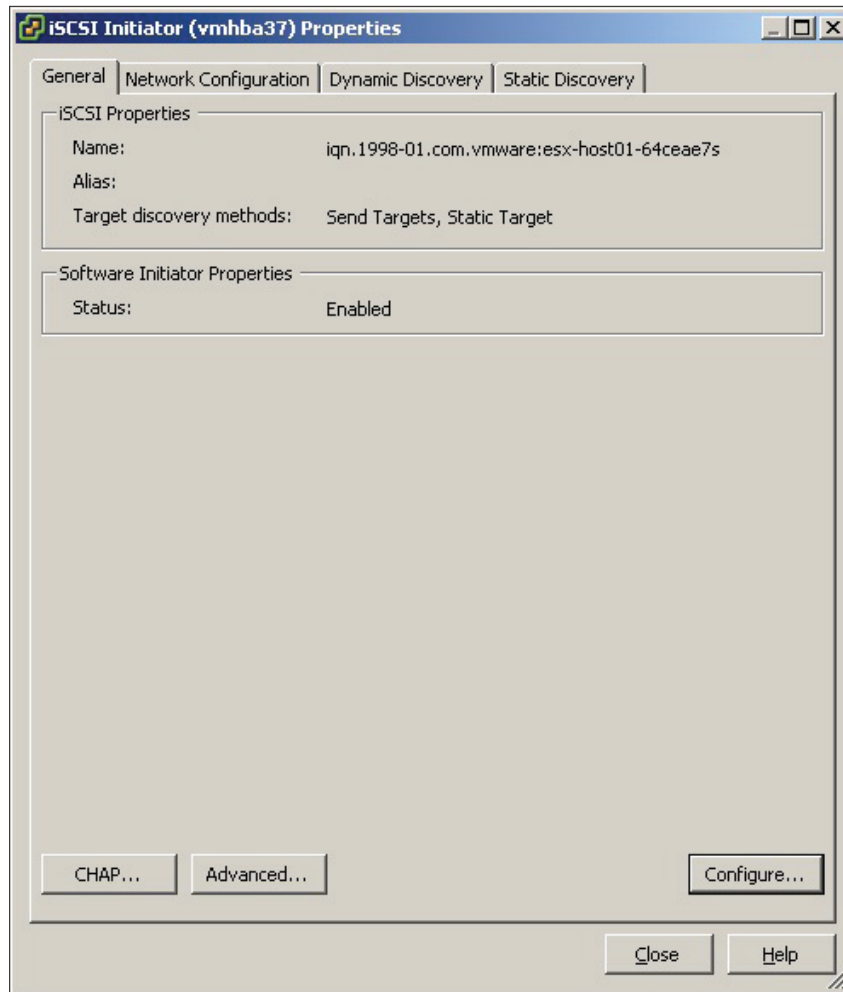 iSCSI Initiator (vmhba37) Properties
General Network Configuration Dynamic Discovery Static Discovery
iSCSI Properties
Name: iqn.1998-01.com.vmware:esx-host01-64ceae7s
Alias:
Target discovery methods: Send Targets, Static Target
Software Initiator Properties
Status: Enabled
CHAP... Advanced... Configure...
Close Help